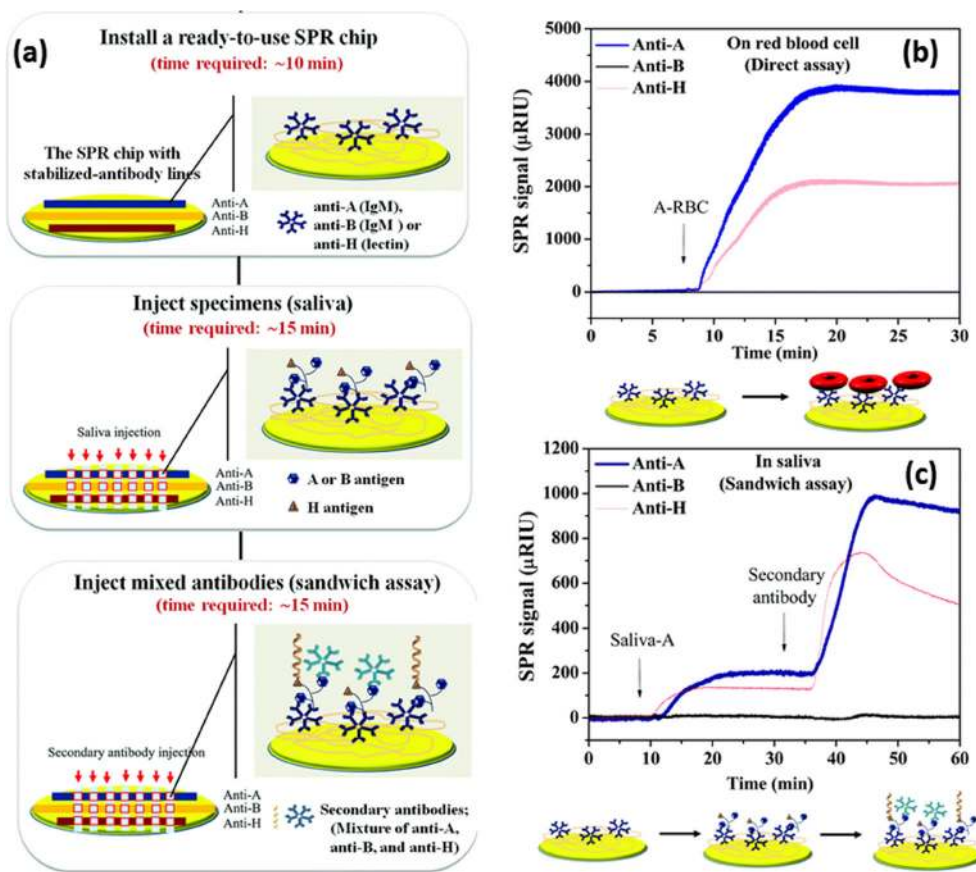 (a)
Install a ready-to-use SPR chip
(time required: ~10 min)
The SPR chip with
stabilized-antibody lines
Anti-A
Anti-B
Anti-H
anti-A (IgM),
anti-B (IgM ) or
anti-H (lectin)
Inject specimens (saliva)
(time required: ~15 min)
Saliva injection
Anti-A
Anti-B
Anti-H
A or B antigen
H antigen
Inject mixed antibodies (sandwich assay)
(time required: ~15 min)
Secondary antibody injection
Anti-A
Anti-B
Anti-H
Secondary antibodies;
(Mixture of anti-A,
anti-B, and anti-H)
(b)
Anti-A
Anti-B
Anti-H
On red blood cell
(Direct assay)
A-RBC
SPR signal (µRIU)
5000
4000
3000
2000
1000
0
0 5 10 15 20 25 30
Time (min)
(c)
Anti-A
Anti-B
Anti-H
In saliva
(Sandwich assay)
Secondary
antibody
Saliva-A
SPR signal (µRIU)
1200
1000
800
600
400
200
0
0 10 20 30 40 50 60
Time (min)